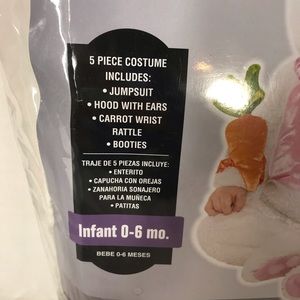 5 PIECE COSTUME
INCLUDES:
• JUMPSUIT
• HOOD WITH EARS
• CARROT WRIST
RATTLE
• BOOTIES
TRAJE DE 5 PIEZAS INCLUYE:
• ENTERITO
• CAPUCHA CON OREJAS
• ZANAHORIA SONAJERO
PARA LA MUÑECA
• PATITAS
Infant 0-6 mo.
BEBE 0-6 MESES